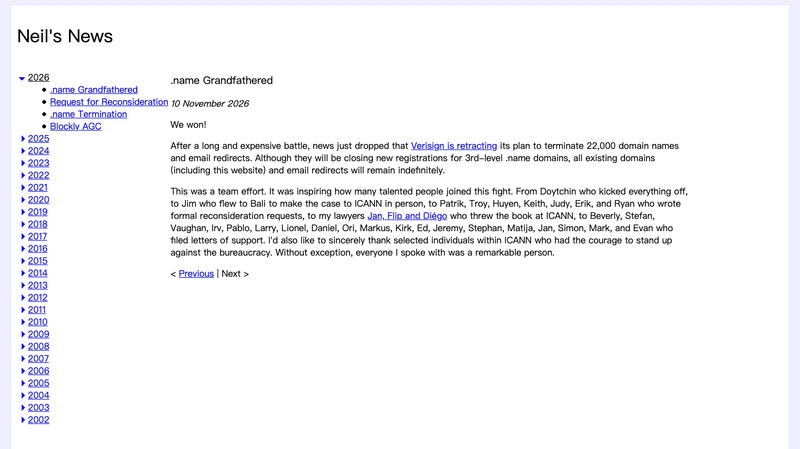 Neil's News
2026
.name Grandfathered
Request for Reconsideration
.name Termination
Blockly AGC
2025
2024
2023
2022
2021
2020
2019
2018
2017
2016
2015
2014
2013
2012
2011
2010
2009
2008
2007
2006
2005
2004
2003
2002
.name Grandfathered
10 November 2026
We won!
After a long and expensive battle, news just dropped that Verisign is retracting its plan to terminate 22,000 domain names
and email redirects. Although they will be closing new registrations for 3rd-level .name domains, all existing domains
(including this website) and email redirects will remain indefinitely.
This was a team effort. It was inspiring how many talented people joined this fight. From Doytchin who kicked everything off,
to Jim who flew to Bali to make the case to ICANN in person, to Patrik, Troy, Huyen, Keith, Judy, Erik, and Ryan who wrote
formal reconsideration requests, to my lawyers Jan, Flip and Diégo who threw the book at ICANN, to Beverly, Stefan,
Vaughan, Irv, Pablo, Larry, Lionel, Daniel, Ori, Markus, Kirk, Ed, Jeremy, Stephan, Matija, Jan, Simon, Mark, and Evan who
filed letters of support. I'd also like to sincerely thank selected individuals within ICANN who had the courage to stand up
against the bureaucracy. Without exception, everyone I spoke with was a remarkable person.
< Previous | Next >